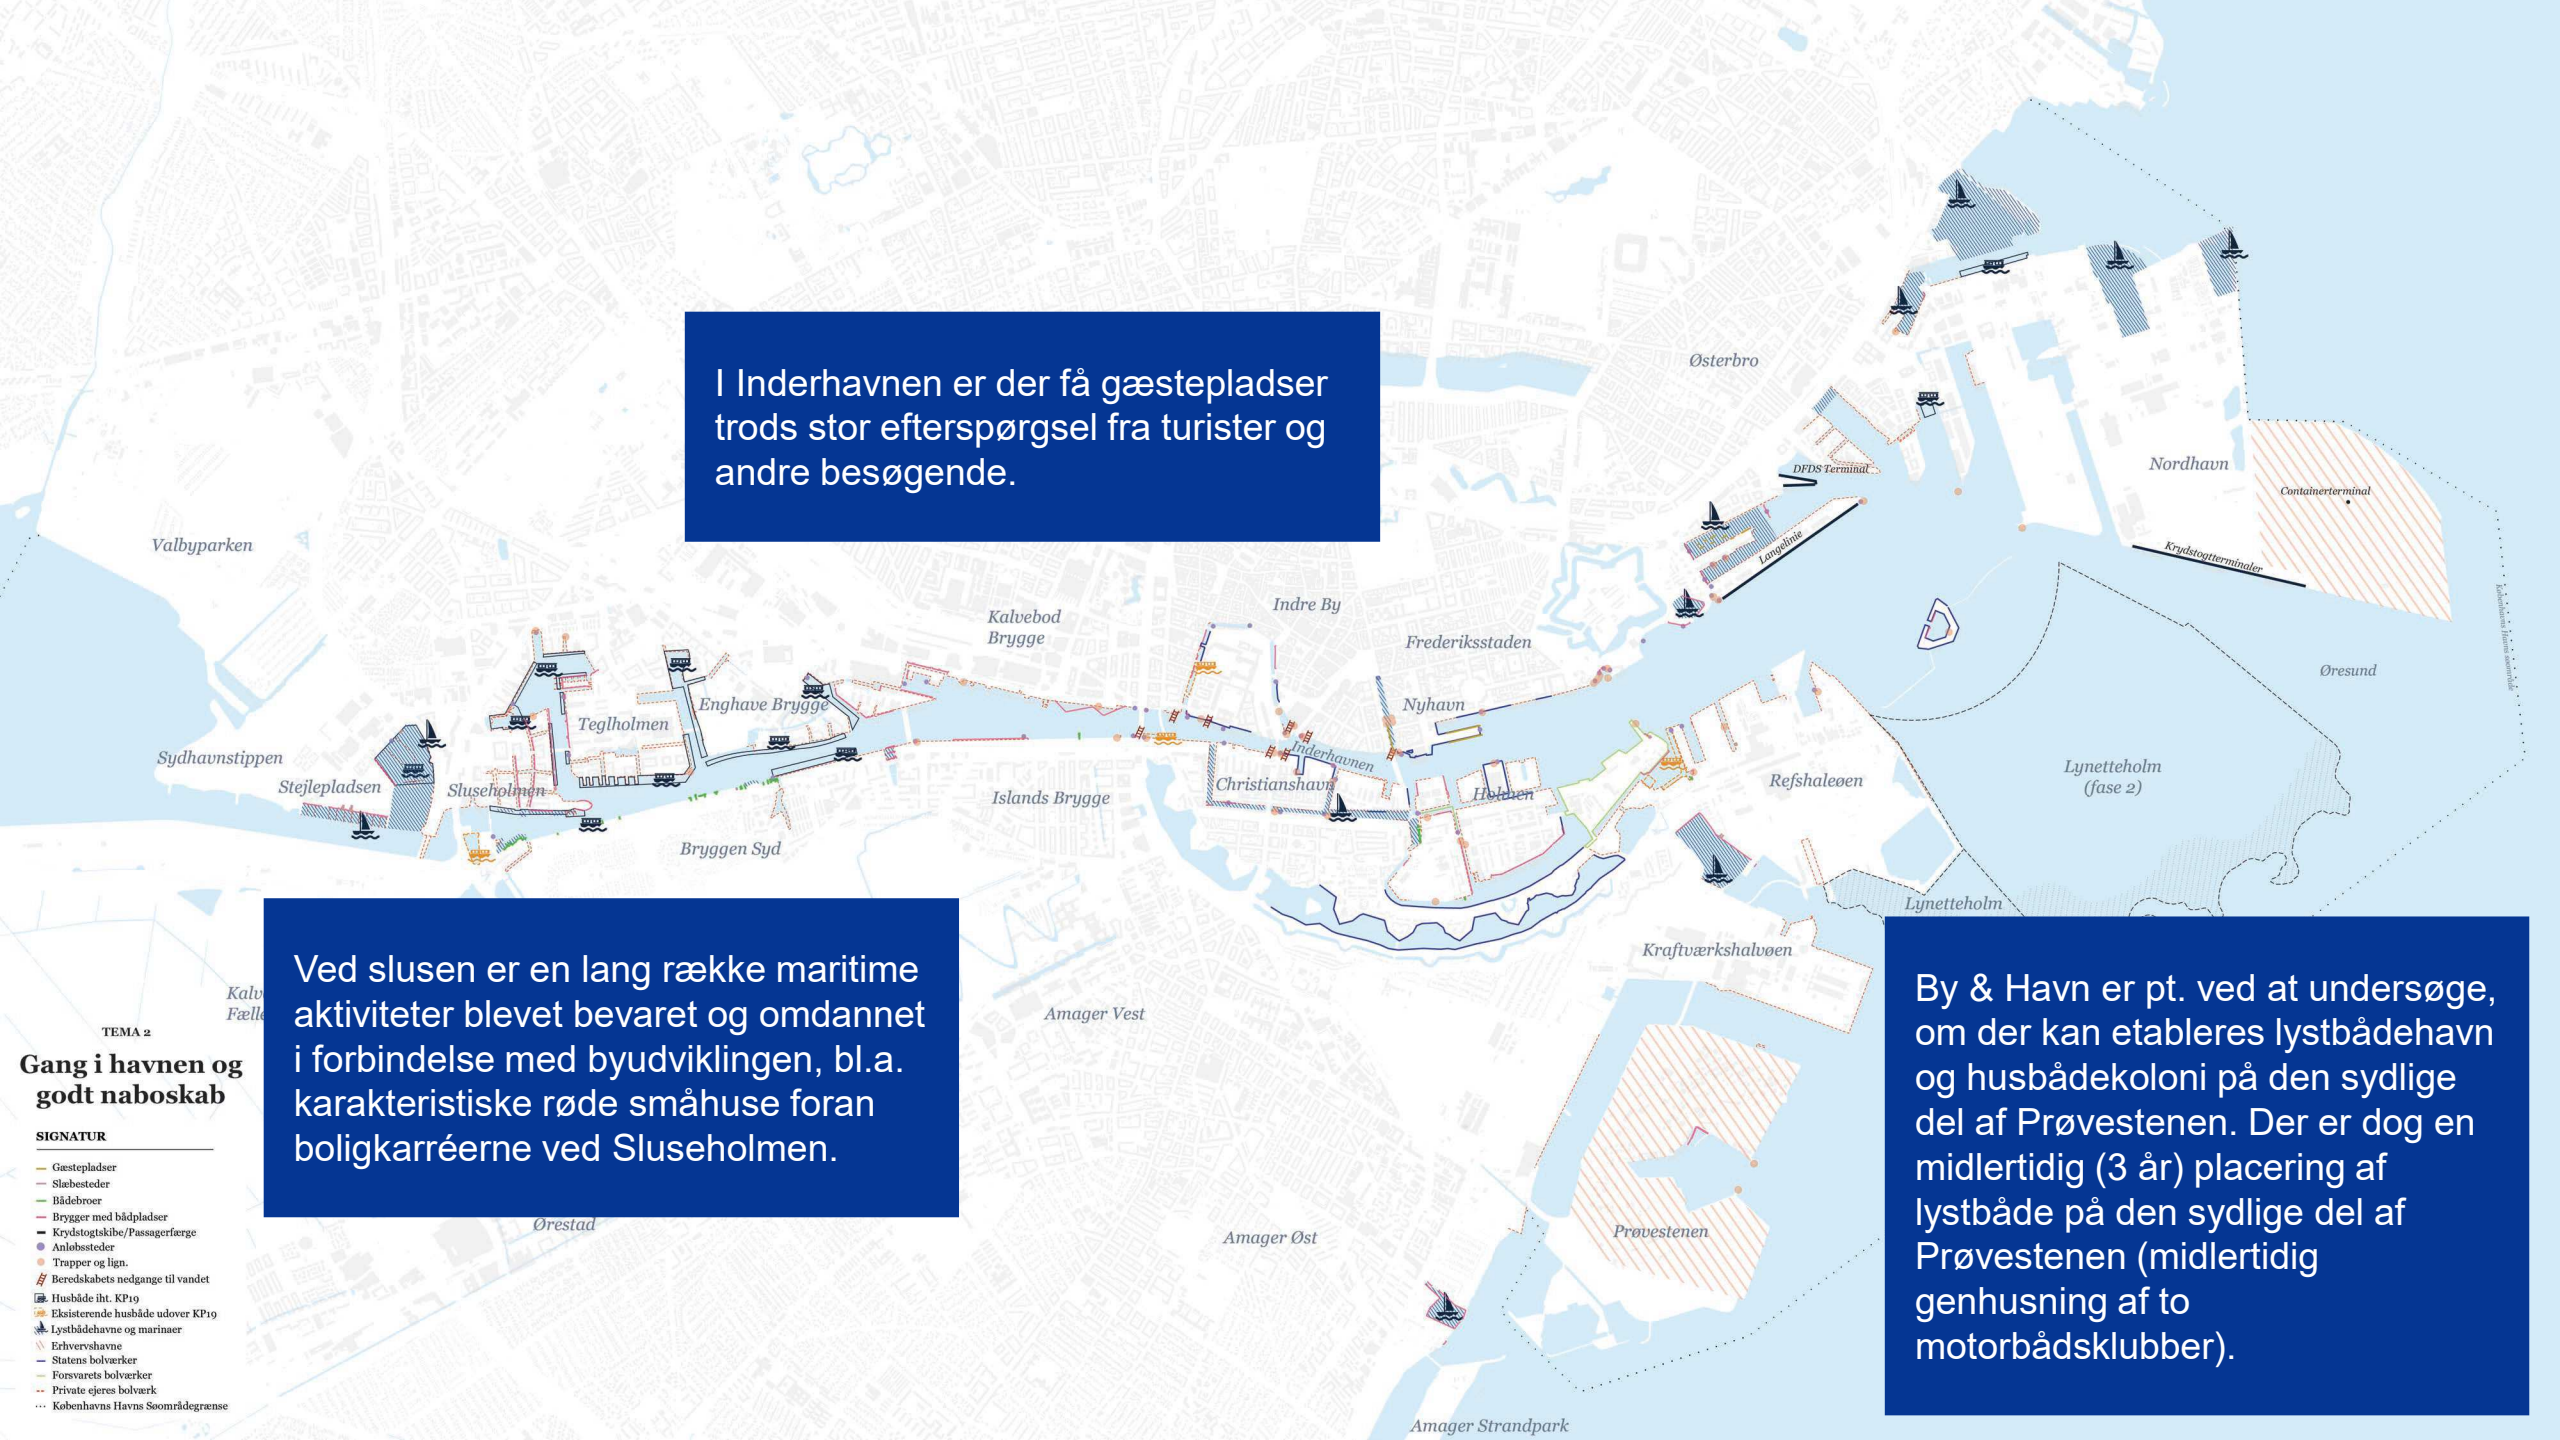 I Inderhavnen er der få gæstepladser
trods stor efterspørgsel fra turister og
andre besøgende.
Østerbro
DFDS Terminal
Nordhavn
Containerterminal
Langelinie
Krydstogtterminaler
Valbyparken
Kalvebod
Brygge
Indre By
Frederiksstaden
Øresund
Enghave Brygge
Nyhavn
Teglholmen
Sydhavnstippen
Stejlepladsen
Sluseholmen
Inderhavnen
Christianshavn
Islands Brygge
Holmen
Refshaleøen
Lynetteholm
(fase 2)
Bryggen Syd
Lynetteholm
Kraftværkshalvøen
Ved slusen er en lang række maritime
aktiviteter blevet bevaret og omdannet
i forbindelse med byudviklingen, bl.a.
karakteristiske røde småhuse foran
boligkarréerne ved Sluseholmen.
By & Havn er pt. ved at undersøge,
om der kan etableres lystbådehavn
og husbådekoloni på den sydlige
del af Prøvestenen. Der er dog en
midlertidig (3 år) placering af
lystbåde på den sydlige del af
Prøvestenen (midlertidig
genhusning af to
motorbådsklubber).
Amager Vest
Ørestad
Amager Øst
Prøvestenen
Amager Strandpark
TEMA 2
Gang i havnen og
godt naboskab
SIGNATUR
Gæstepladser
Slæbesteder
Bådebroer
Brygger med bådpladser
Krydstogtskibe/Passagerfærge
Anløbssteder
Trapper og lign.
Beredskabets nedgange til vandet
Husbåde iht. KP19
Eksisterende husbåde udover KP19
Lystbådehavne og marinaer
Erhvervshavne
Statens bolværker
Forsvarets bolværker
Private ejeres bolværk
Københavns Havns Søområdegrænse